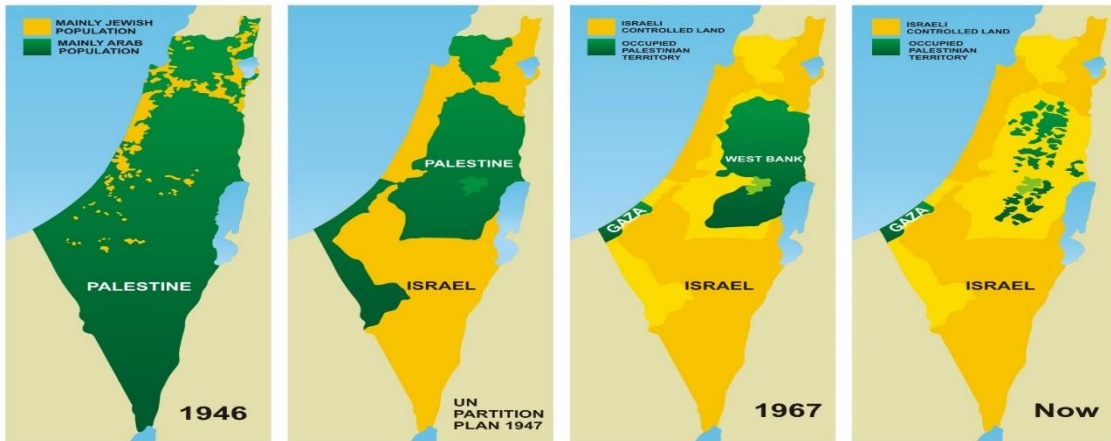 MAINLY JEWISH
POPULATION
MAINLY ARAB
POPULATION
PALESTINE
1946
PALESTINE
ISRAEL
UN
PARTITION
PLAN 1947
ISRAELI
CONTROLLED LAND
OCCUPIED
PALESTINIAN
TERRITORY
WEST BANK
GAZA
ISRAEL
1967
ISRAELI
CONTROLLED LAND
OCCUPIED
PALESTINIAN
TERRITORY
GAZA
ISRAEL
Now